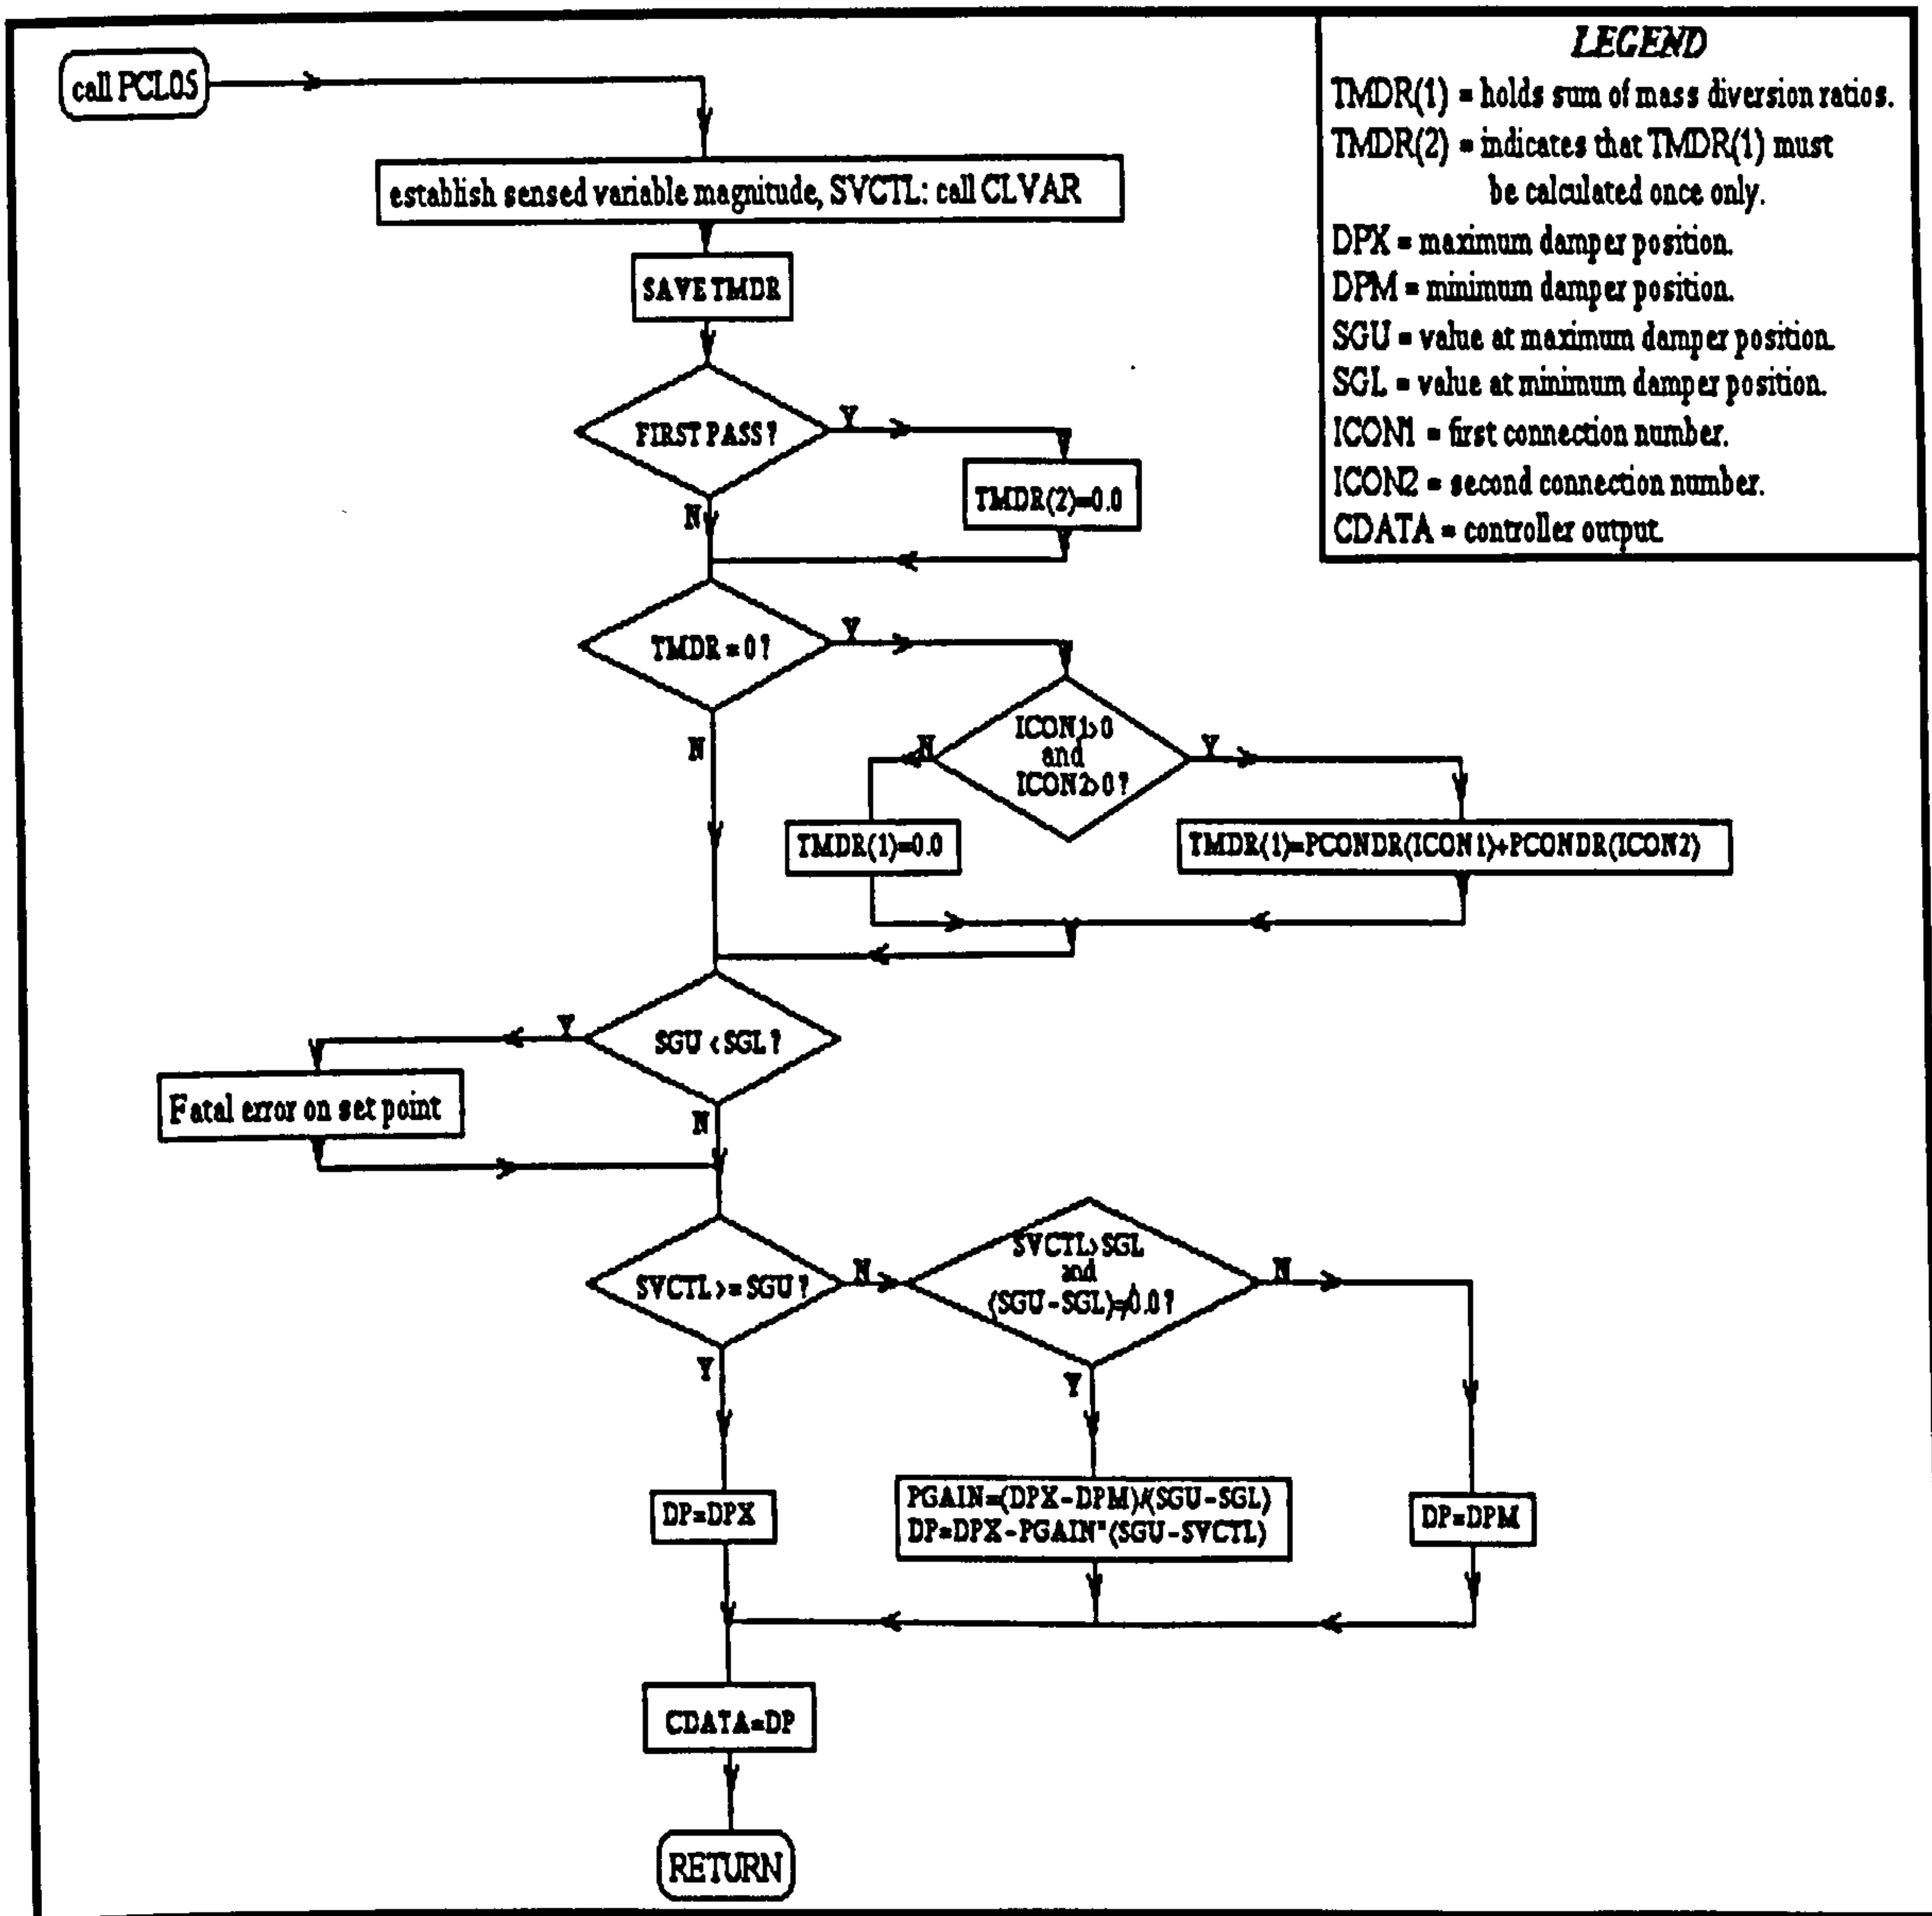 call PCL05
establish sensed variable magnitude, SVCTL: call CLVAR
SAVE TMDR
FIRST PASS?
Y
N
TMDR(2)=0.0
TMDR = 0?
Y
N
ICON1>0
and
ICON2>0?
N
Y
TMDR(1)=0.0
TMDR(1)=PCONDR(ICON1)+PCONDR(ICON2)
SGU < SGL?
Y
N
Fatal error on set point
SVCTL >= SGU?
N
Y
SVCTL>SGL
and
(SGU-SGL)≠0.0?
N
Y
DP=DPX
PGAIN=(DPX-DPM)/(SGU-SGL)
DP=DPX-PGAIN*(SGU-SVCTL)
DP=DPM
CDATA=DP
RETURN
LEGEND
TMDR(1) = holds sum of mass diversion ratios.
TMDR(2) = indicates that TMDR(1) must
be calculated once only.
DPX = maximum damper position.
DPM = minimum damper position.
SGU = value at maximum damper position.
SGL = value at minimum damper position.
ICON1 = first connection number.
ICON2 = second connection number.
CDATA = controller output.